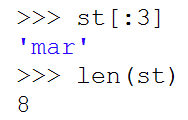 >>> st[:3]
'mar'
>>> len(st)
8